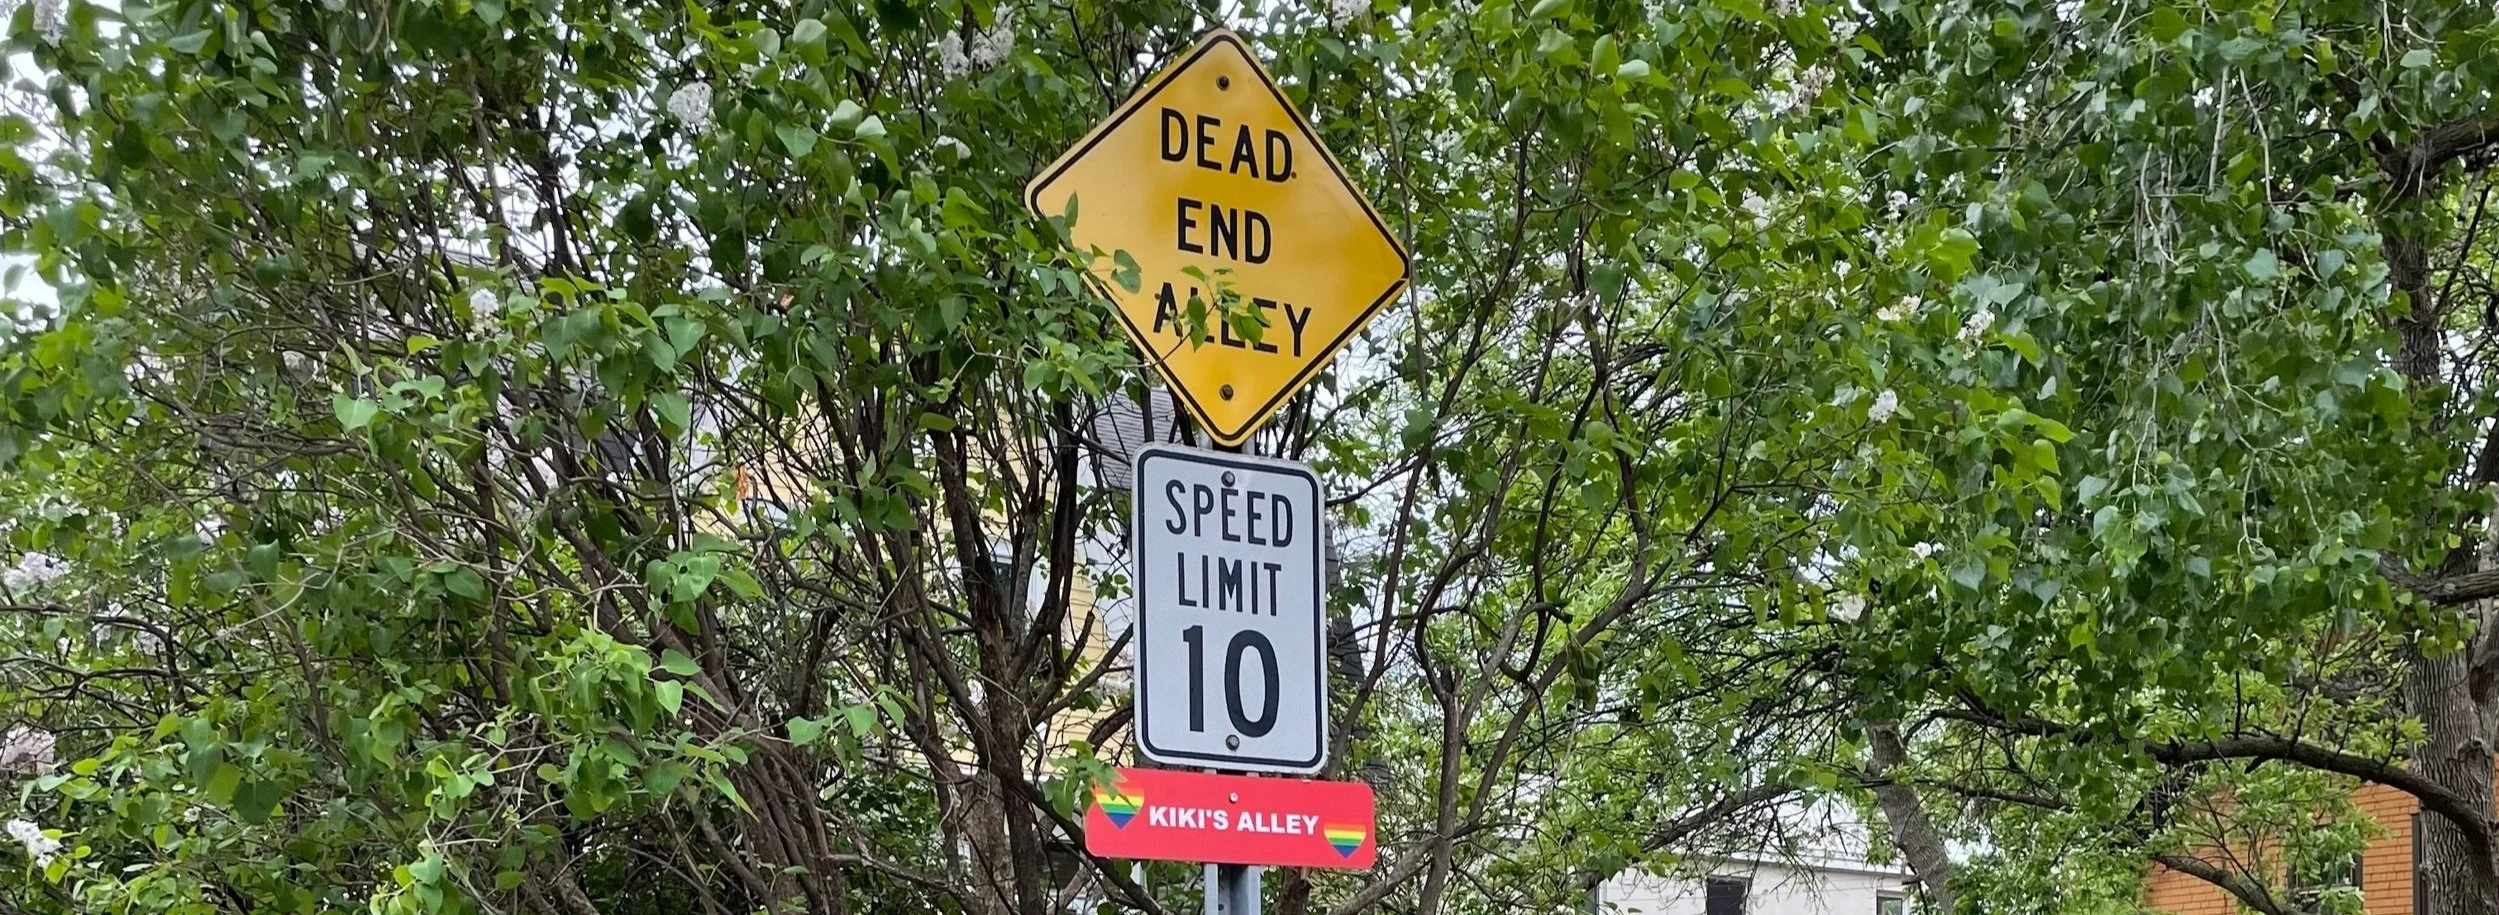 DEAD
END
ALLEY
SPEED
LIMIT
10
KIKI'S ALLEY